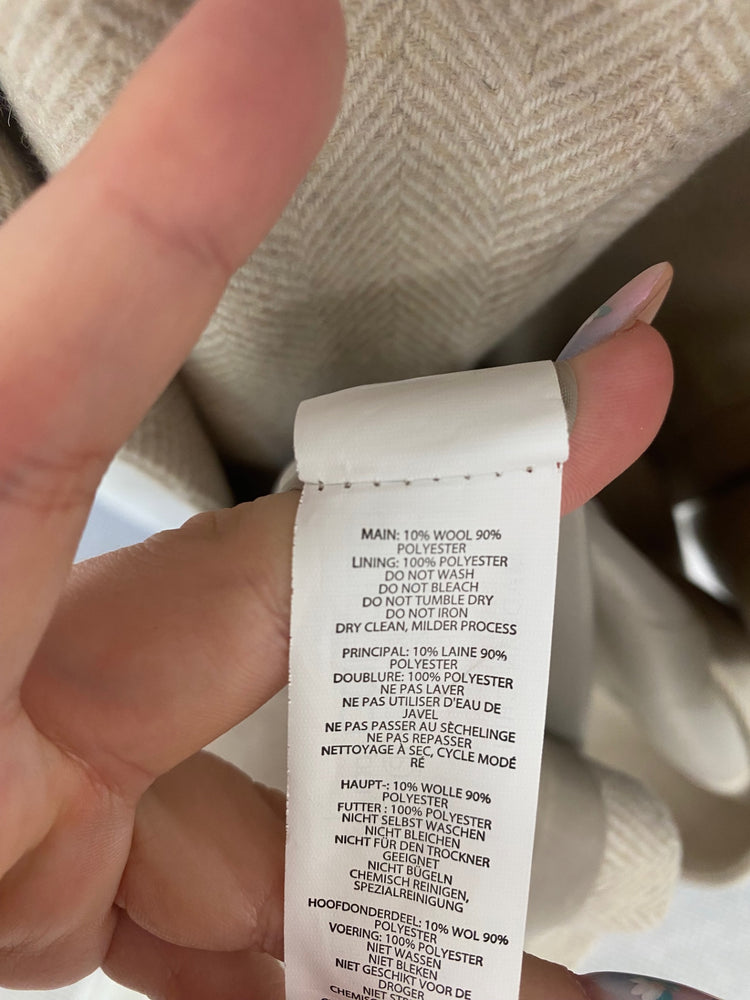 MAIN: 10% WOOL 90%
POLYESTER
LINING: 100% POLYESTER
DO NOT WASH
DO NOT BLEACH
DO NOT TUMBLE DRY
DO NOT IRON
DRY CLEAN, MILDER PROCESS
PRINCIPAL: 10% LAINE 90%
POLYESTER
DOUBLURE: 100% POLYESTER
NE PAS LAVER
NE PAS UTILISER D'EAU DE
JAVEL
NE PAS PASSER AU SÈCHELINGE
NE PAS REPASSER
NETTOYAGE À SEC, CYCLE MODÉ
RÉ
HAUPT-: 10% WOLLE 90%
POLYESTER
FUTTER : 100% POLYESTER
NICHT SELBST WASCHEN
NICHT BLEICHEN
NICHT FÜR DEN TROCKNER
GEEIGNET
NICHT BÜGELN
CHEMISCH REINIGEN,
SPEZIALREINIGUNG
HOOFDONDERDEEL: 10% WOL 90%
POLYESTER
VOERING: 100% POLYESTER
NIET WASSEN
NIET BLEKEN
NIET GESCHIKT VOOR DE
DROGER
NIET